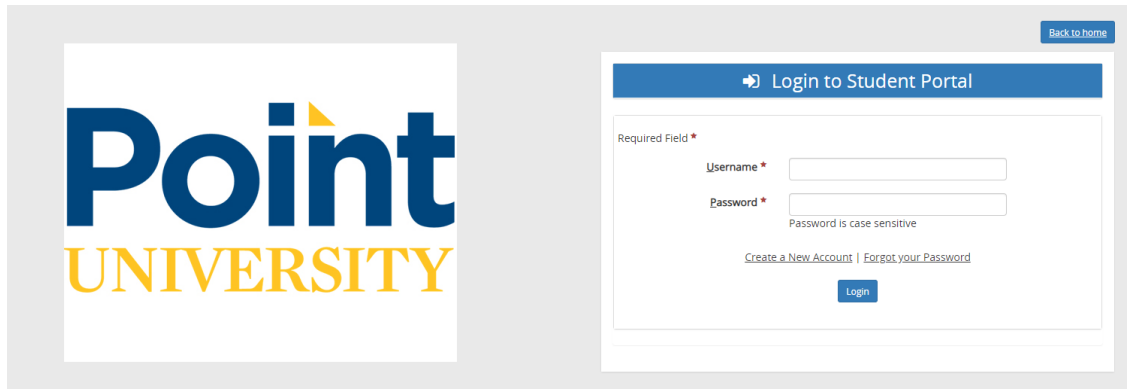 Back to home
Point
UNIVERSITY
Login to Student Portal
Required Field *
Username *
Password *
Password is case sensitive
Create a New Account | Forgot your Password
Login